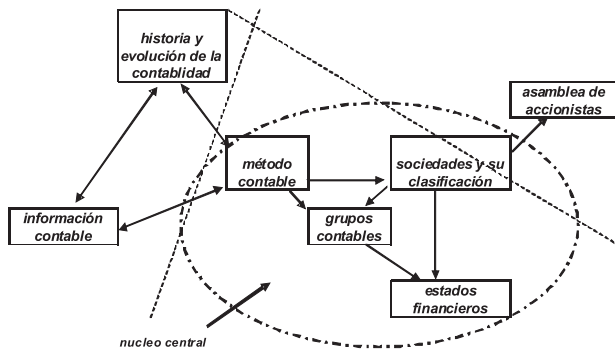 historia y
evolución de la
contablidad
asamblea de
accionistas
método
contable
sociedades y su
clasificación
información
contable
grupos
contables
estados
financieros
nucleo central